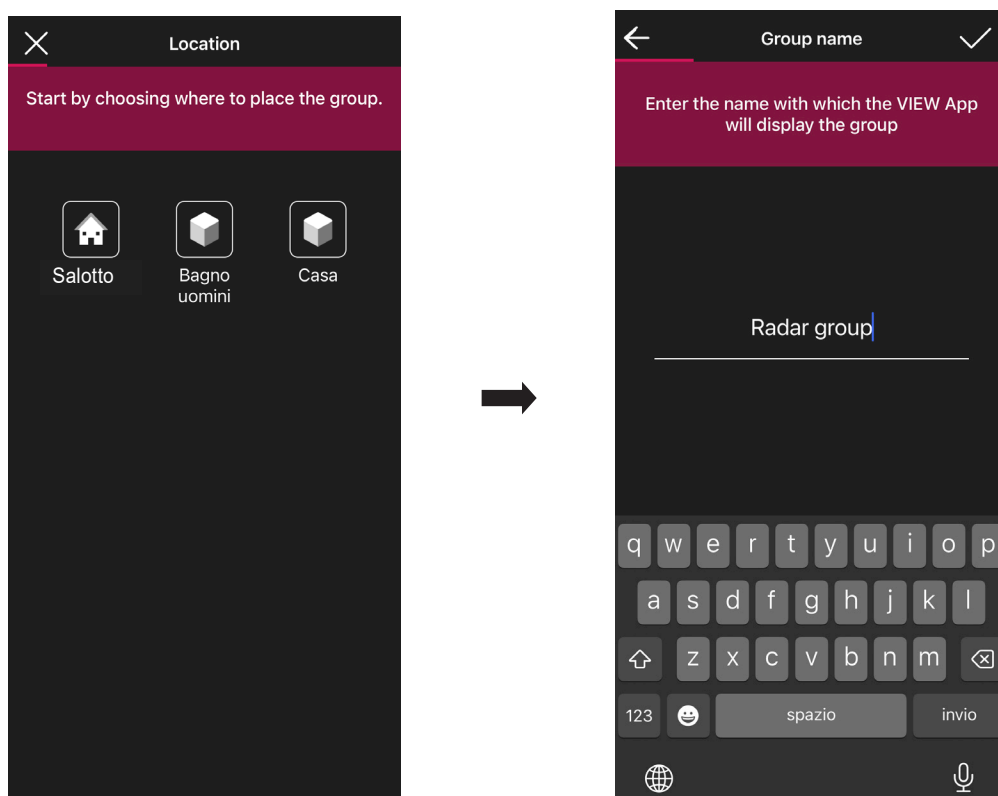 Location
Start by choosing where to place the group.
Salotto
Bagno
uomini
Casa
Group name
Enter the name with which the VIEW App
will display the group
Radar group
q w e r t y u i o p
a s d f g h j k l
z x c v b n m
123 spazio invio